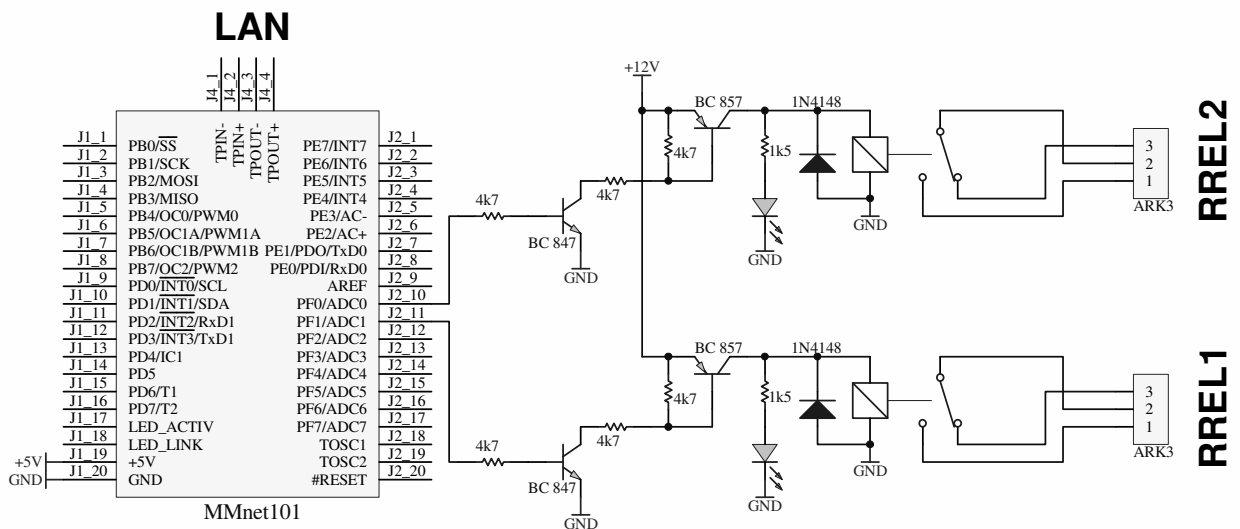 LAN
J4_1
J4_2
J4_3
J4_4
TPIN-
TPIN+
TPOUT-
TPOUT+
J1_1 PB0/SS PE7/INT7 J2_1
J1_2 PB1/SCK PE6/INT6 J2_2
J1_3 PB2/MOSI PE5/INT5 J2_3
J1_4 PB3/MISO PE4/INT4 J2_4
J1_5 PB4/OC0/PWM0 PE3/AC- J2_5
J1_6 PB5/OC1A/PWM1A PE2/AC+ J2_6
J1_7 PB6/OC1B/PWM1B PE1/PDO/TxD0 J2_7
J1_8 PB7/OC2/PWM2 PE0/PDI/RxD0 J2_8
J1_9 PD0/INT0/SCL AREF J2_9
J1_10 PD1/INT1/SDA PF0/ADC0 J2_10
J1_11 PD2/INT2/RxD1 PF1/ADC1 J2_11
J1_12 PD3/INT3/TxD1 PF2/ADC2 J2_12
J1_13 PD4/IC1 PF3/ADC3 J2_13
J1_14 PD5 PF4/ADC4 J2_14
J1_15 PD6/T1 PF5/ADC5 J2_15
J1_16 PD7/T2 PF6/ADC6 J2_16
J1_17 LED_ACTIV PF7/ADC7 J2_17
J1_18 LED_LINK TOSC1 J2_18
+5V J1_19 +5V TOSC2 J2_19
GND J1_20 GND #RESET J2_20
MMnet101
+12V
BC 857
1N4148
4k7
1k5
4k7
4k7
BC 847
GND
GND
GND
3
2
1
ARK3
RREL2
BC 857
1N4148
4k7
1k5
4k7
4k7
BC 847
GND
GND
GND
3
2
1
ARK3
RREL1